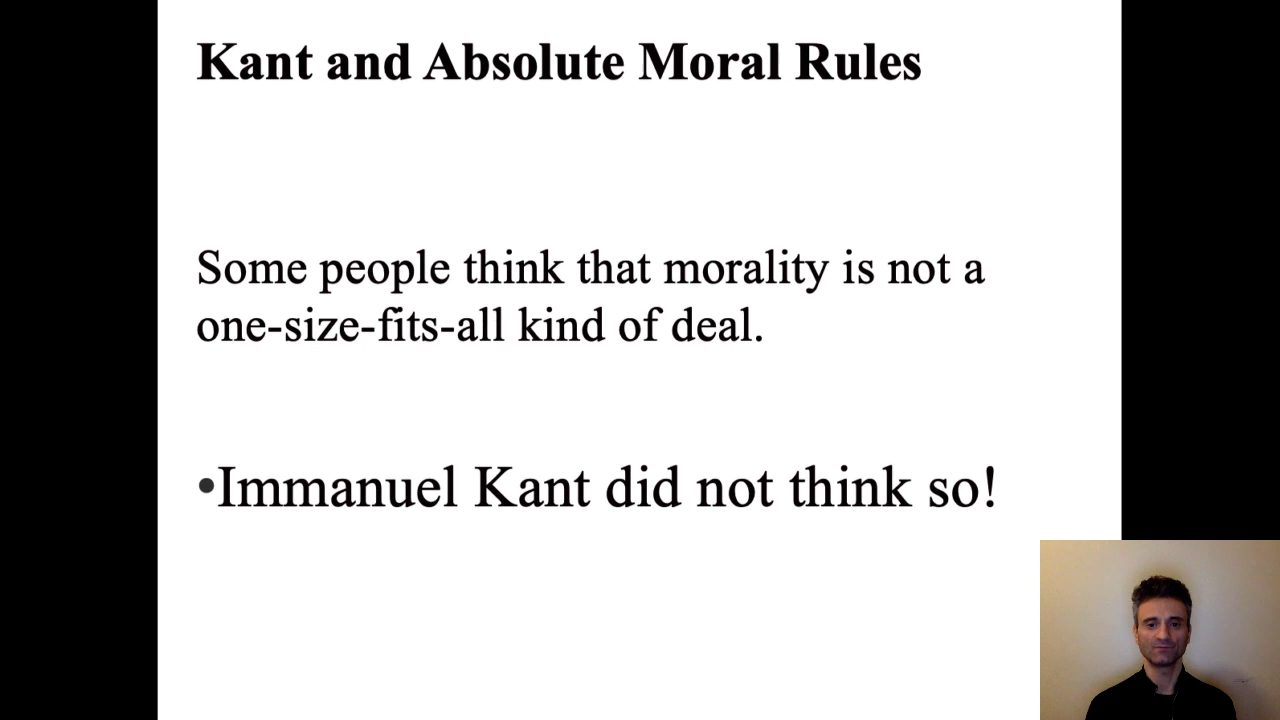 Kant and Absolute Moral Rules
Some people think that morality is not a
one-size-fits-all kind of deal.
•Immanuel Kant did not think so!